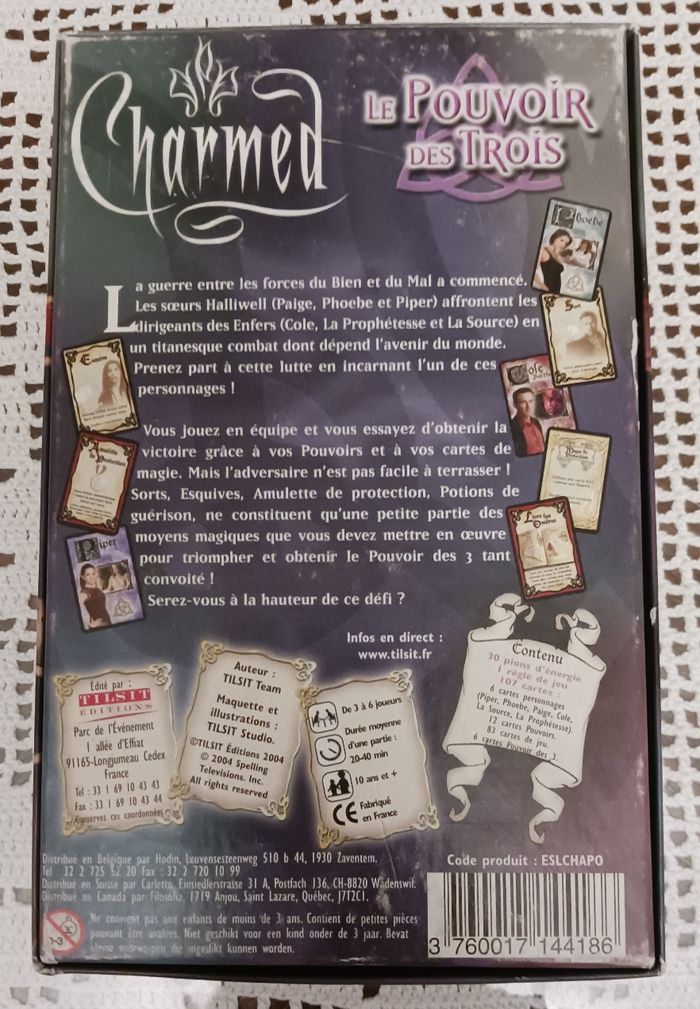 Charmed
LE POUVOIR
DES TROIS
La guerre entre les forces du Bien et du Mal a commencé.
Les sœurs Halliwell (Paige, Phoebe et Piper) affrontent les
dirigeants des Enfers (Cole, La Prophétesse et La Source) en
un titanesque combat dont dépend l'avenir du monde.
Prenez part à cette lutte en incarnant l'un de ces
personnages !
Vous jouez en équipe et vous essayez d'obtenir la
victoire grâce à vos Pouvoirs et à vos cartes de
magie. Mais l'adversaire n'est pas facile à terrasser !
Sorts, Esquives, Amulette de protection, Potions de
guérison, ne constituent qu'une petite partie des
moyens magiques que vous devez mettre en œuvre
pour triompher et obtenir le Pouvoir des 3 tant
convoité !
Serez-vous à la hauteur de ce défi ?
Phoebe
Sort
Cole
Esquive
Amulette
Protection
Piper
Livre des
Ombres
Infos en direct :
www.tilsit.fr
Edité par :
TILSIT
EDITIONS
Parc de l'Événement
1 allée d'Effiat
91165-Longjumeau Cedex
France
Tel : 33 1 69 10 43 43
Fax : 33 1 69 10 43 44
Conservez ces coordonnées
Auteur :
TILSIT Team
Maquette et
illustrations :
TILSIT Studio.
©TILSIT Éditions 2004
© 2004 Spelling
Televisions. Inc.
All rights reserved
De 3 à 6 joueurs
Durée moyenne
d'une partie :
20-40 min
10 ans et +
CE Fabriqué
en France
Contenu
30 pions d'énergie
1 règle de jeu
107 cartes :
6 cartes personnages
(Piper, Phoebe, Paige, Cole,
La Source, La Prophétesse)
12 cartes Pouvoirs.
83 cartes de jeu.
6 cartes Pouvoir des 3
Distribué en Belgique par Hodin, Leuvensesteenweg 510 b 44, 1930 Zaventem.
Tel : 32 2 725 52 20 Fax : 32 2 720 10 99
Distribué en Suisse par Carletto, Einsiedlerstrasse 31 A, Postfach 136, CH-8820 Wädenswil.
Distribué au Canada par Filosofia, 1719 Anjou, Saint Lazare, Québec, J7T2C1.
Code produit : ESLCHAPO
Ne convient pas aux enfants de moins de 3 ans. Contient de petites pièces
pouvant être avalées. Niet geschikt voor een kind onder de 3 jaar. Bevat
kleine voorwerpen die ingeslikt kunnen worden.
3 760017 144186